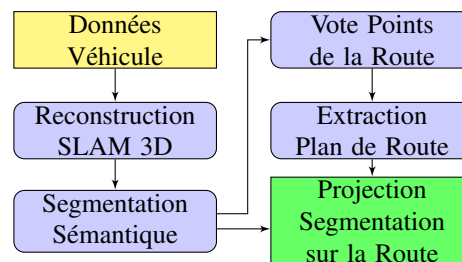 Données
Véhicule
Reconstruction
SLAM 3D
Segmentation
Sémantique
Vote Points
de la Route
Extraction
Plan de Route
Projection
Segmentation
sur la Route